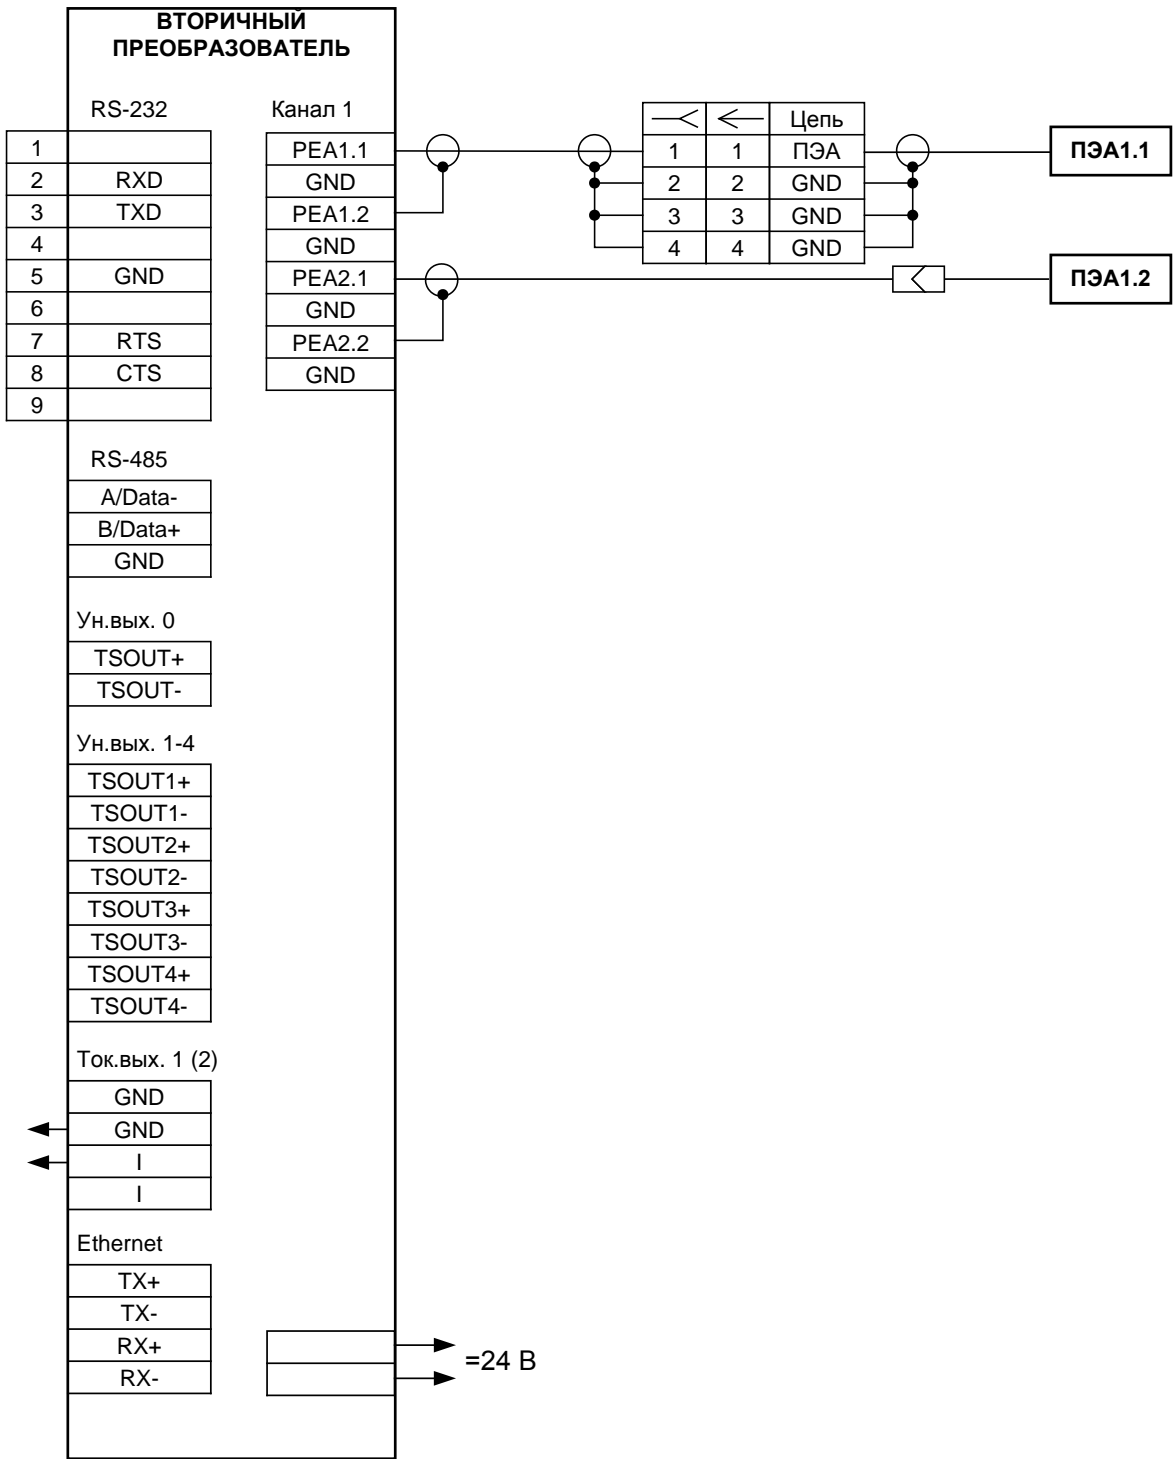 ВТОРИЧНЫЙ
ПРЕОБРАЗОВАТЕЛЬ
RS-232
1
2 RXD
3 TXD
4
5 GND
6
7 RTS
8 CTS
9
Канал 1
PEA1.1
GND
PEA1.2
GND
PEA2.1
GND
PEA2.2
GND
Цепь
1 1 ПЭА
2 2 GND
3 3 GND
4 4 GND
ПЭА1.1
ПЭА1.2
RS-485
A/Data-
B/Data+
GND
Ун.вых. 0
TSOUT+
TSOUT-
Ун.вых. 1-4
TSOUT1+
TSOUT1-
TSOUT2+
TSOUT2-
TSOUT3+
TSOUT3-
TSOUT4+
TSOUT4-
Ток.вых. 1 (2)
GND
GND
I
I
Ethernet
TX+
TX-
RX+
RX-
=24 В